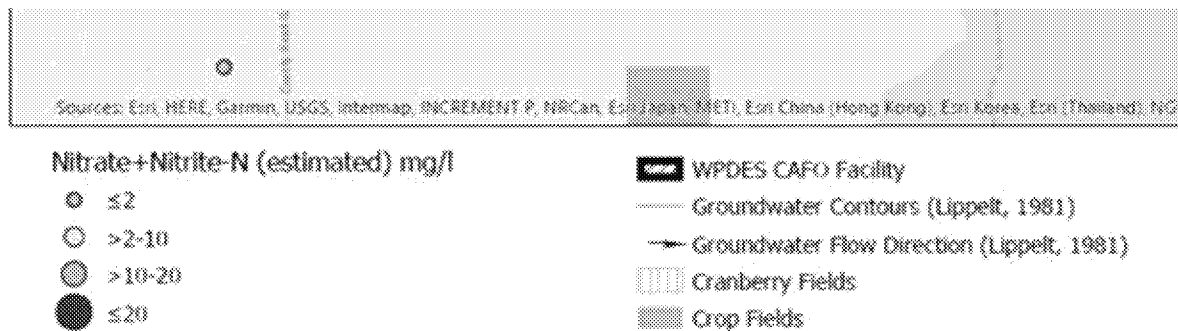 Sources: Esri, HERE, Garmin, USGS, Intermap, INCREMENT P, NRCan, Esri Japan, METI, Esri China (Hong Kong), Esri Korea, Esri (Thailand), NG
Nitrate+Nitrite-N (estimated) mg/l
≤2
>2-10
>10-20
≤20
WPDES CAFO Facility
Groundwater Contours (Lippelt, 1981)
Groundwater Flow Direction (Lippelt, 1981)
Cranberry Fields
Crop Fields